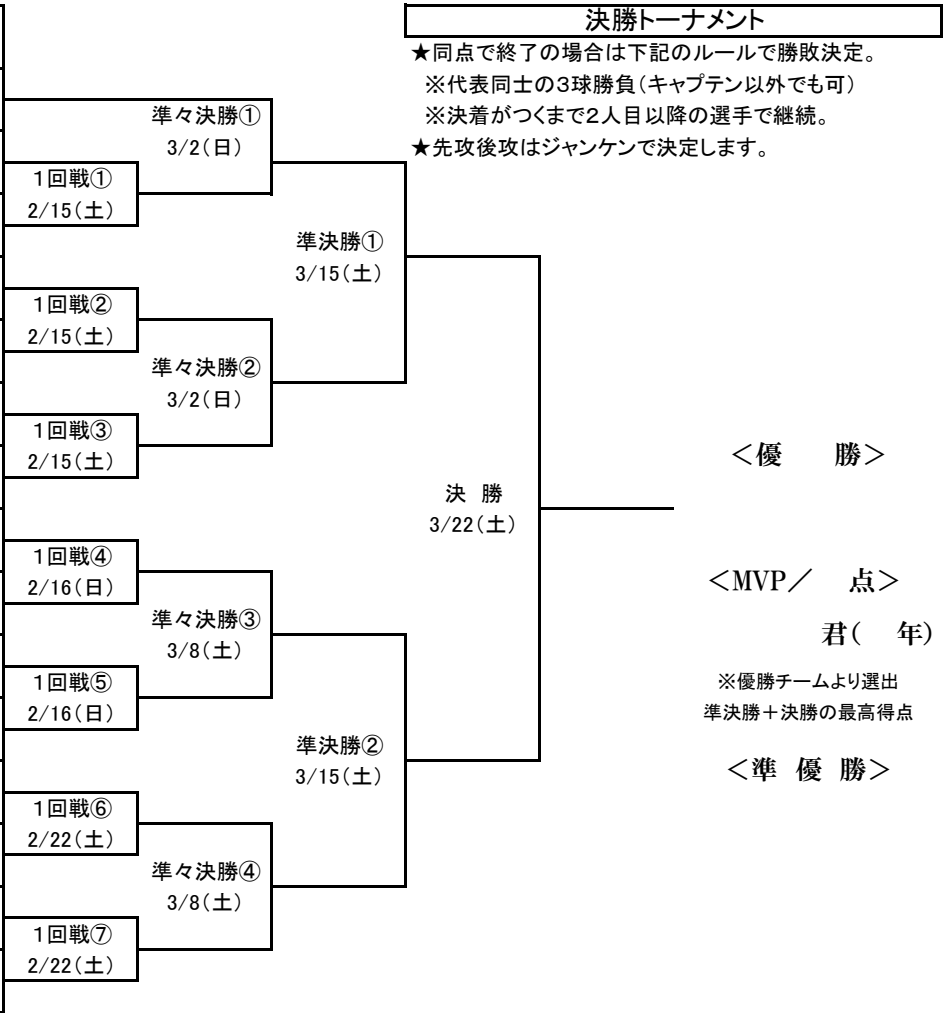 決勝トーナメント
★同点で終了の場合は下記のルールで勝敗決定。
※代表同士の3球勝負(キャプテン以外でも可)
※決着がつくまで2人目以降の選手で継続。
★先攻後攻はジャンケンで決定します。
準々決勝①
3/2(日)
1回戦①
2/15(土)
準決勝①
3/15(土)
1回戦②
2/15(土)
準々決勝②
3/2(日)
1回戦③
2/15(土)
決 勝
3/22(土)
<優 勝>
1回戦④
2/16(日)
準々決勝③
3/8(土)
1回戦⑤
2/16(日)
<MVP/ 点>
君( 年)
※優勝チームより選出
準決勝+決勝の最高得点
準決勝②
3/15(土)
<準 優 勝>
1回戦⑥
2/22(土)
準々決勝④
3/8(土)
1回戦⑦
2/22(土)